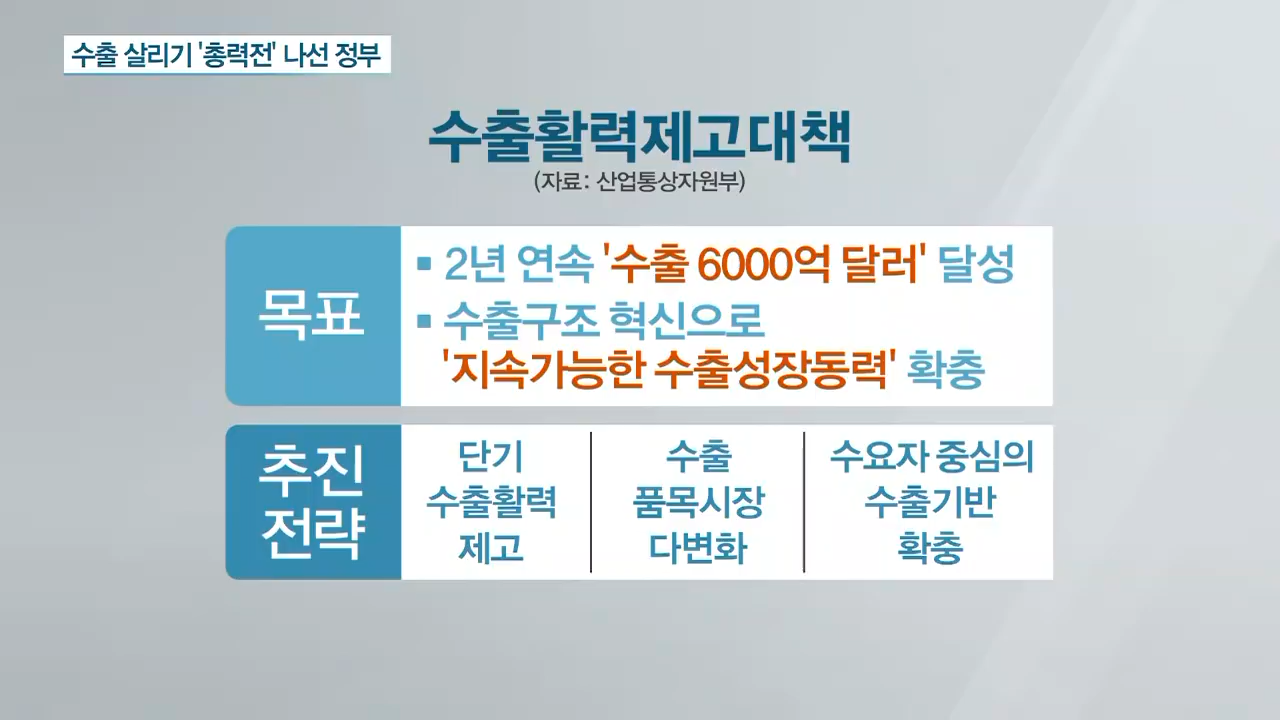 수출 살리기 '총력전' 나선 정부
수출활력제고대책
(자료: 산업통상자원부)
목표
▪ 2년 연속 '수출 6000억 달러' 달성
▪ 수출구조 혁신으로
'지속가능한 수출성장동력' 확충
추진
전략
단기
수출활력
제고
수출
품목시장
다변화
수요자 중심의
수출기반
확충